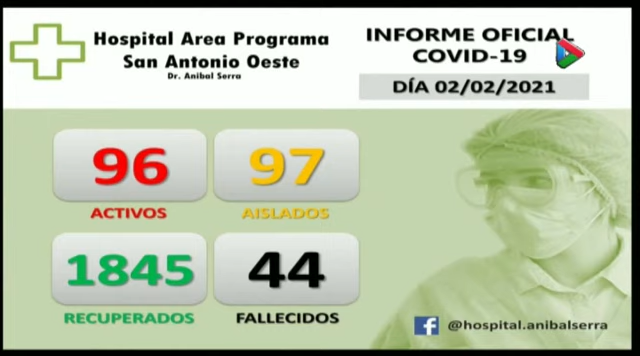 Hospital Area Programa
San Antonio Oeste
Dr. Anibal Serra
INFORME OFICIAL
COVID-19
DÍA 02/02/2021
96
ACTIVOS
97
AISLADOS
1845
RECUPERADOS
44
FALLECIDOS
f @hospital.anibalserra